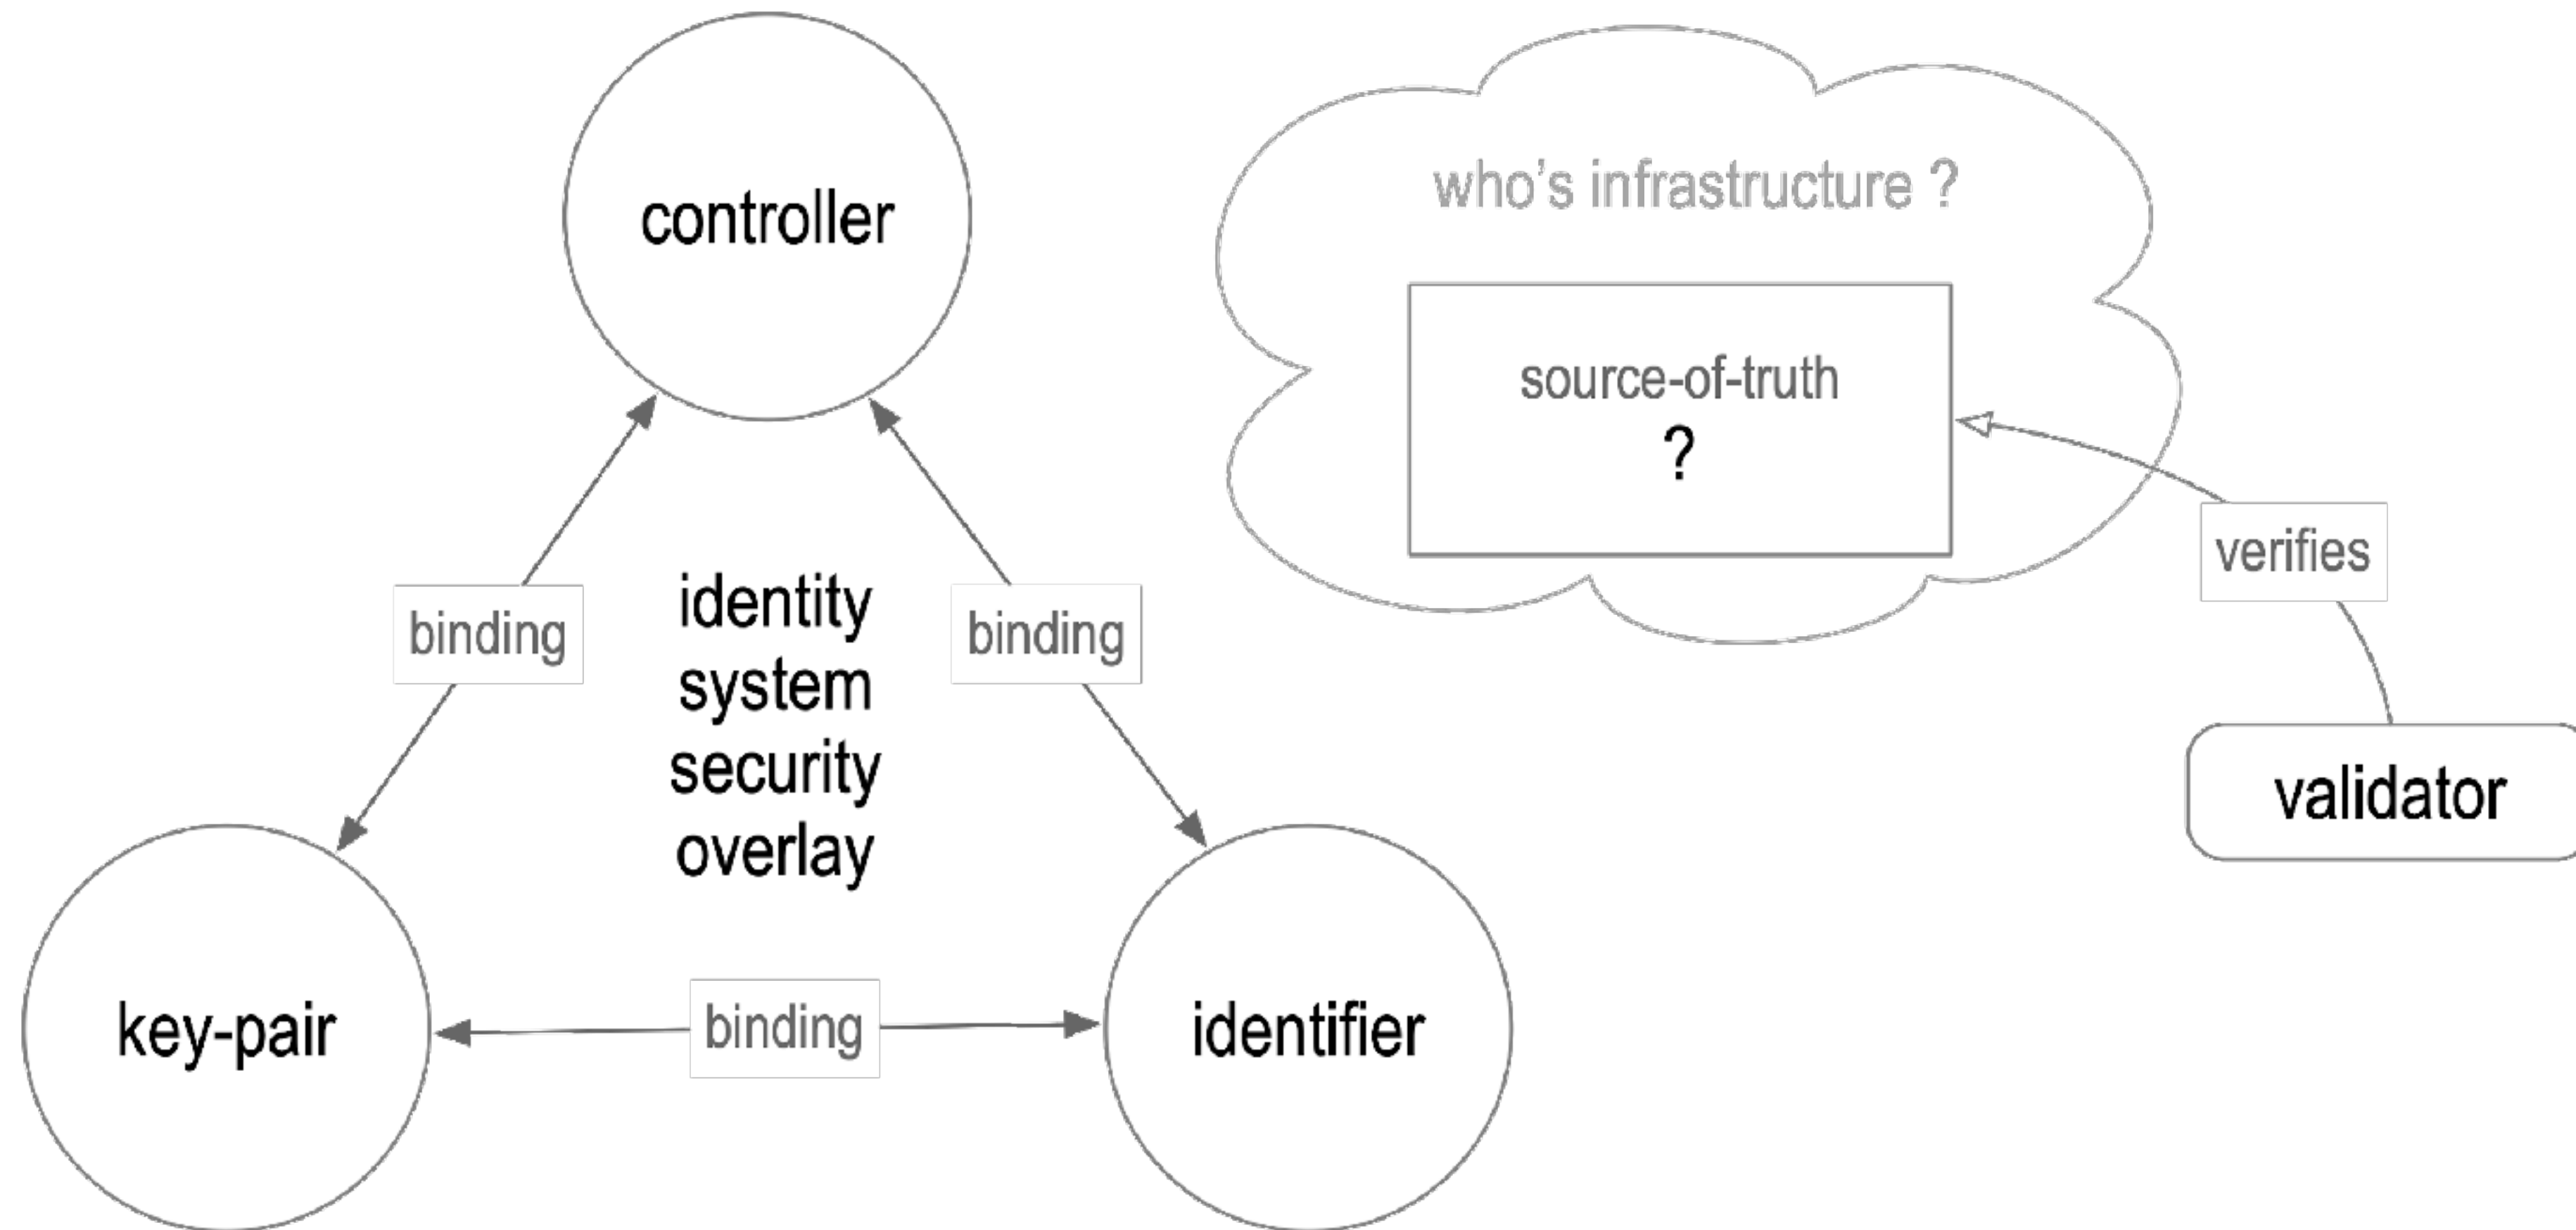 controller
who's infrastructure ?
source-of-truth
?
verifies
binding
identity
system
security
overlay
binding
validator
key-pair
binding
identifier